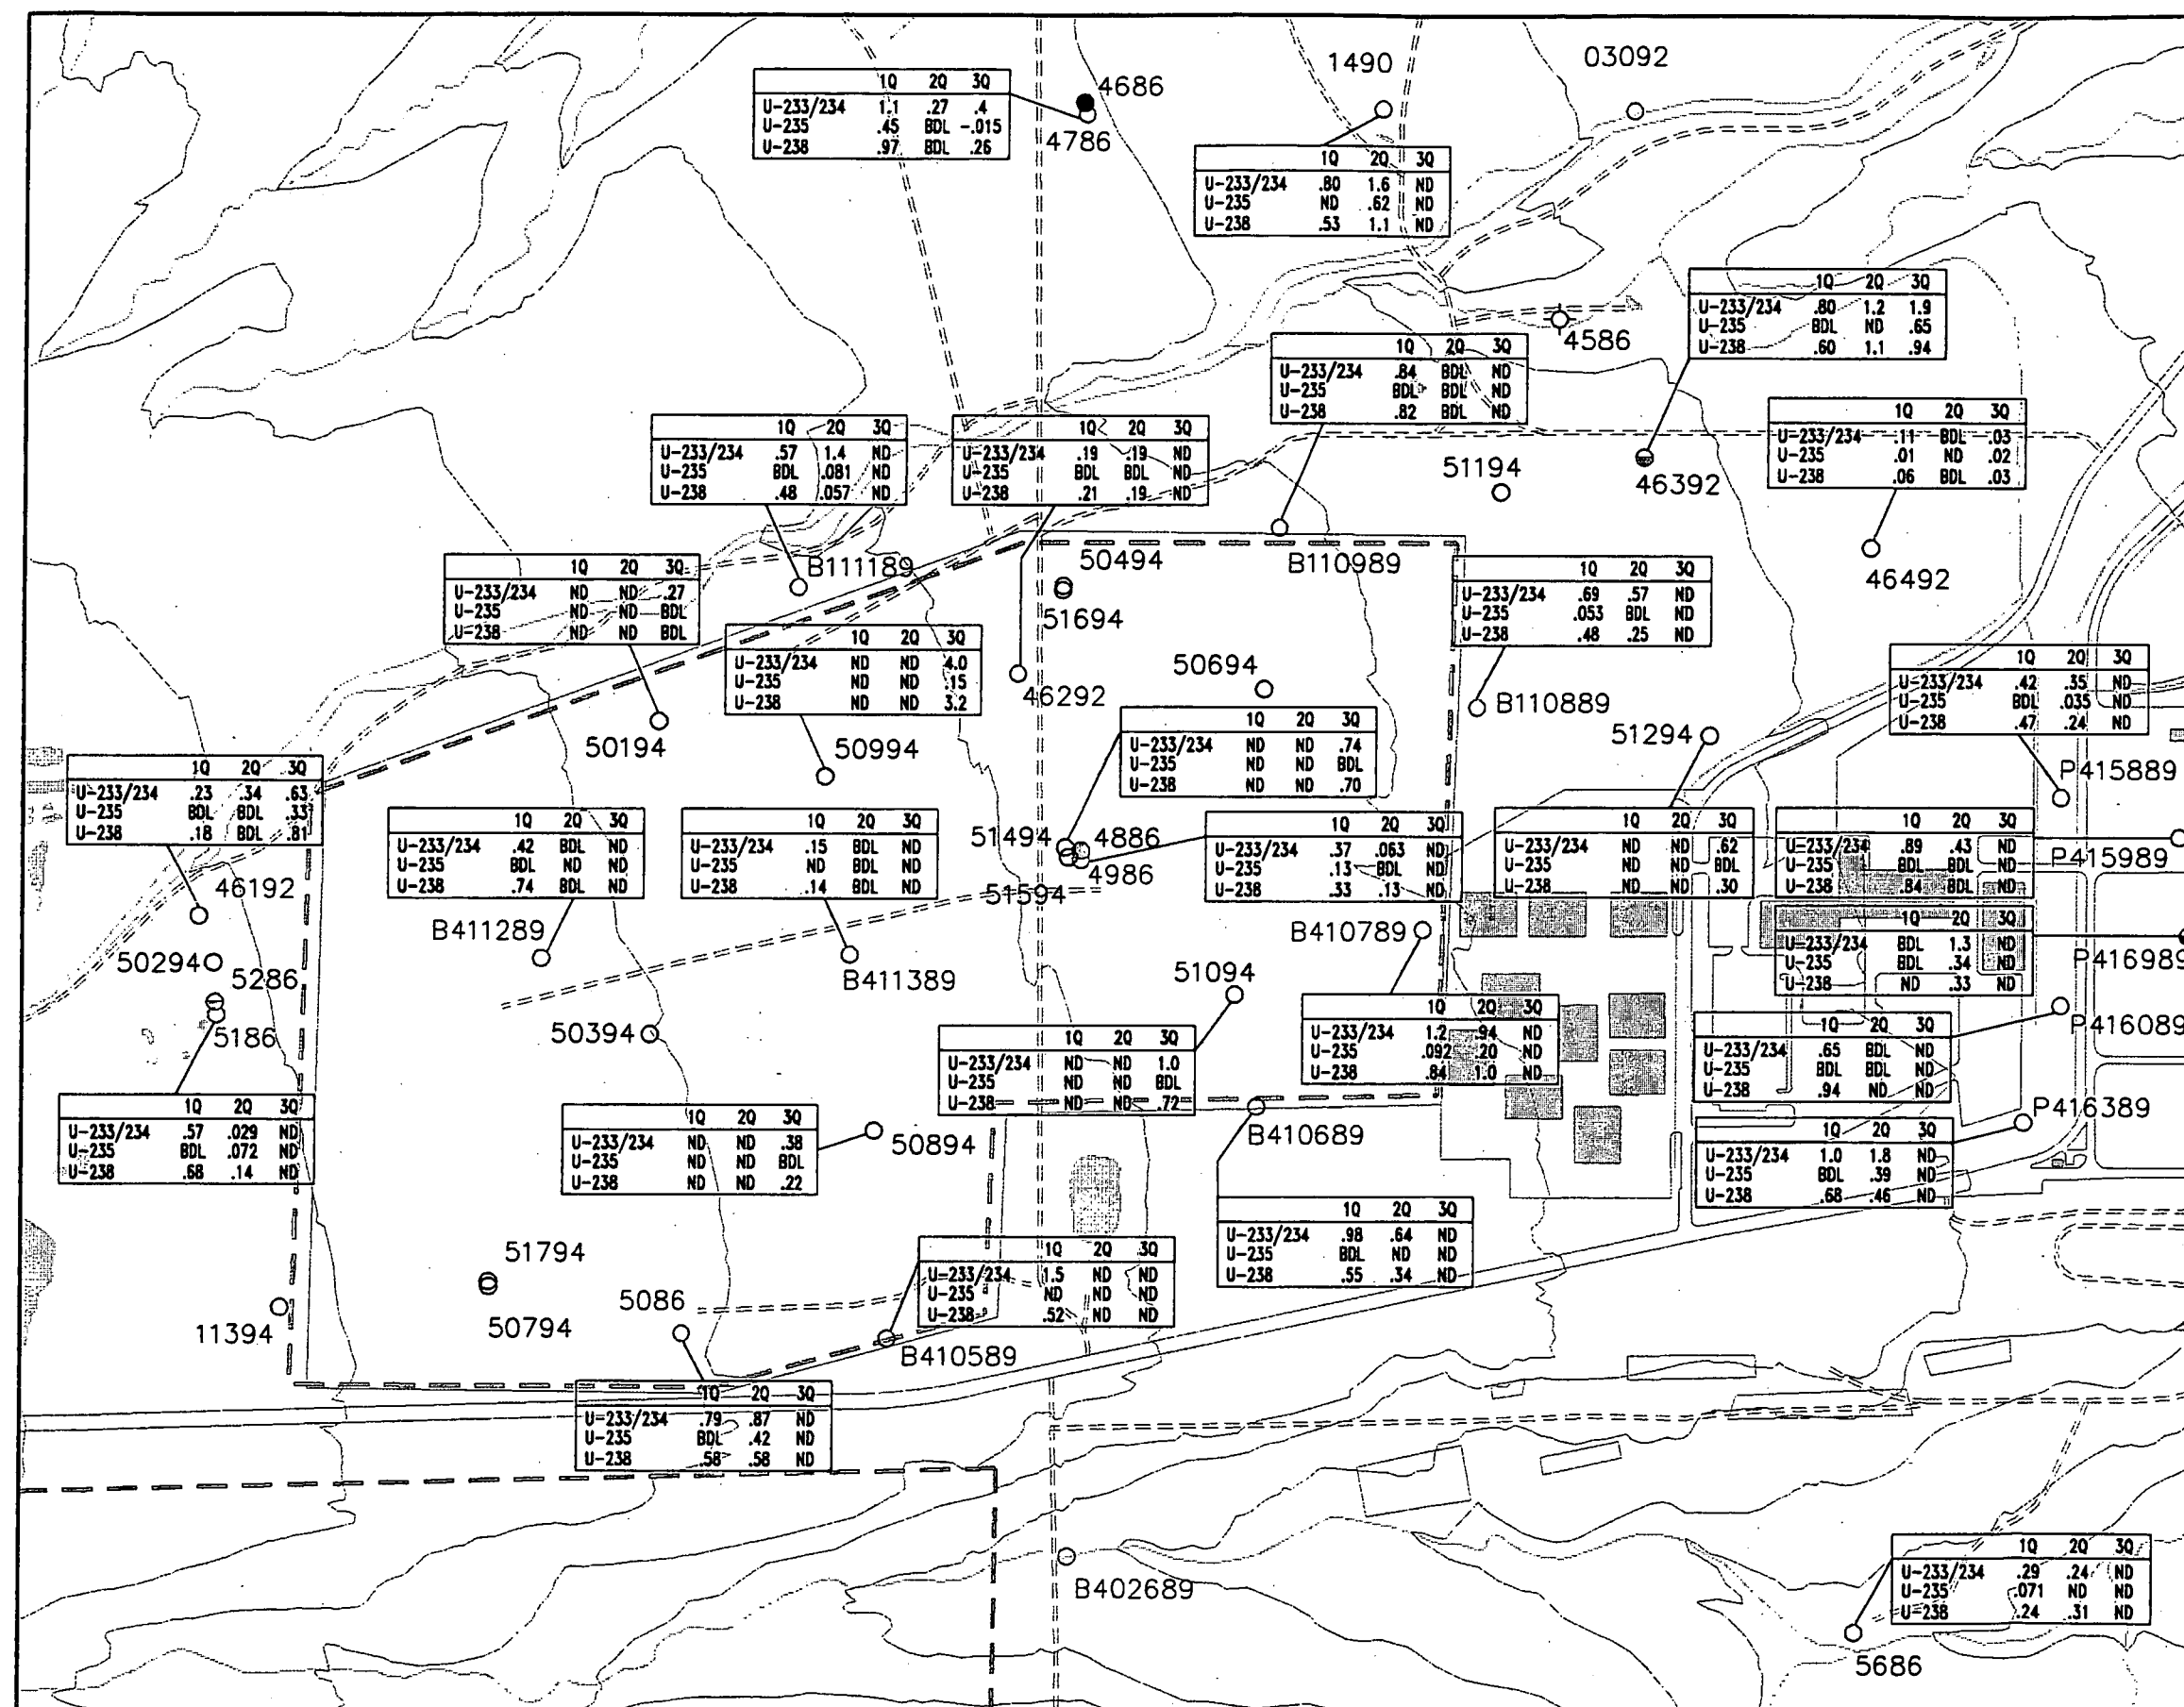 1Q 2Q 3Q
U-233/234 1.1 .27 .4
U-235 .45 BDL -.015
U-238 .97 BDL .26
4686
4786
1490
03092
1Q 2Q 3Q
U-233/234 .80 1.6 ND
U-235 ND .62 ND
U-238 .53 1.1 ND
1Q 2Q 3Q
U-233/234 .80 1.2 1.9
U-235 BDL ND .65
U-238 .60 1.1 .94
4586
1Q 2Q 3Q
U-233/234 .84 BDL ND
U-235 BDL BDL ND
U-238 .82 BDL ND
1Q 2Q 3Q
U-233/234 .11 BDL .03
U-235 .01 ND .02
U-238 .06 BDL .03
1Q 2Q 3Q
U-233/234 .57 1.4 ND
U-235 BDL .081 ND
U-238 .48 .057 ND
1Q 2Q 3Q
U-233/234 .19 .19 ND
U-235 BDL BDL ND
U-238 .21 .19 ND
51194
46392
B111189
50494
51694
B110989
46492
1Q 2Q 3Q
U-233/234 ND ND .27
U-235 ND ND BDL
U-238 ND ND BDL
1Q 2Q 3Q
U-233/234 .69 .57 ND
U-235 .053 BDL ND
U-238 .48 .25 ND
1Q 2Q 3Q
U-233/234 ND ND 4.0
U-235 ND ND .15
U-238 ND ND 3.2
1Q 2Q 3Q
U-233/234 .42 .35 ND
U-235 BDL .035 ND
U-238 .47 .24 ND
50194
50994
46292
50694
B110889
51294
P415889
1Q 2Q 3Q
U-233/234 ND ND .74
U-235 ND ND BDL
U-238 ND ND .70
1Q 2Q 3Q
U-233/234 .23 .34 .63
U-235 BDL BDL .33
U-238 .18 BDL .81
1Q 2Q 3Q
U-233/234 .42 BDL ND
U-235 BDL ND ND
U-238 .74 BDL ND
1Q 2Q 3Q
U-233/234 .15 BDL ND
U-235 ND BDL ND
U-238 .14 BDL ND
51494
4886
4986
51594
1Q 2Q 3Q
U-233/234 .37 .063 ND
U-235 .13 BDL ND
U-238 .33 .13 ND
1Q 2Q 3Q
U-233/234 ND ND .62
U-235 ND ND BDL
U-238 ND ND .30
1Q 2Q 3Q
U-233/234 .89 .43 ND
U-235 BDL BDL ND
U-238 .84 BDL ND
P415989
46192
50294
5286
5186
B411289
B411389
50394
B410789
51094
1Q 2Q 3Q
U-233/234 BDL 1.3 ND
U-235 BDL .34 ND
U-238 ND .33 ND
P416989
1Q 2Q 3Q
U-233/234 1.2 .94 ND
U-235 .092 .20 ND
U-238 .84 1.0 ND
1Q 2Q 3Q
U-233/234 .65 BDL ND
U-235 BDL BDL ND
U-238 .94 ND ND
P416089
1Q 2Q 3Q
U-233/234 ND ND 1.0
U-235 ND ND BDL
U-238 ND ND .72
1Q 2Q 3Q
U-233/234 .57 .029 ND
U-235 BDL .072 ND
U-238 .68 .14 ND
1Q 2Q 3Q
U-233/234 ND ND .38
U-235 ND ND BDL
U-238 ND ND .22
50894
B410689
P416389
1Q 2Q 3Q
U-233/234 1.0 1.8 ND
U-235 BDL .39 ND
U-238 .68 .46 ND
1Q 2Q 3Q
U-233/234 .98 .64 ND
U-235 BDL ND ND
U-238 .55 .34 ND
1Q 2Q 3Q
U-233/234 1.5 ND ND
U-235 ND ND ND
U-238 .52 ND ND
51794
11394
50794
5086
B410589
1Q 2Q 3Q
U-233/234 .79 .87 ND
U-235 BDL .42 ND
U-238 .58 .58 ND
B402689
1Q 2Q 3Q
U-233/234 .29 .24 ND
U-235 .071 ND ND
U-238 .24 .31 ND
5686